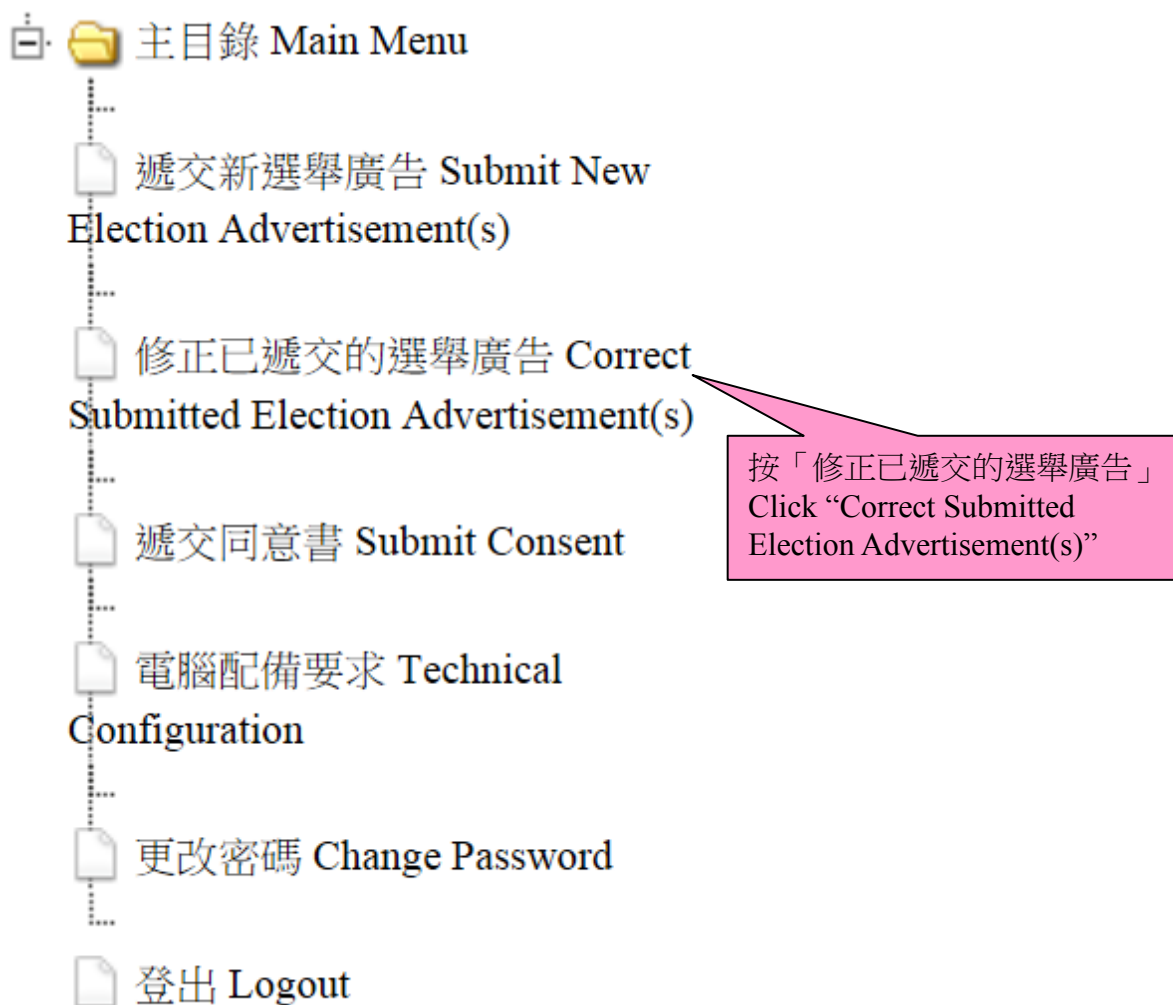 主目錄 Main Menu
遞交新選舉廣告 Submit New
Election Advertisement(s)
修正已遞交的選舉廣告 Correct
Submitted Election Advertisement(s)
按「修正已遞交的選舉廣告」
Click “Correct Submitted
Election Advertisement(s)”
遞交同意書 Submit Consent
電腦配備要求 Technical
Configuration
更改密碼 Change Password
登出 Logout